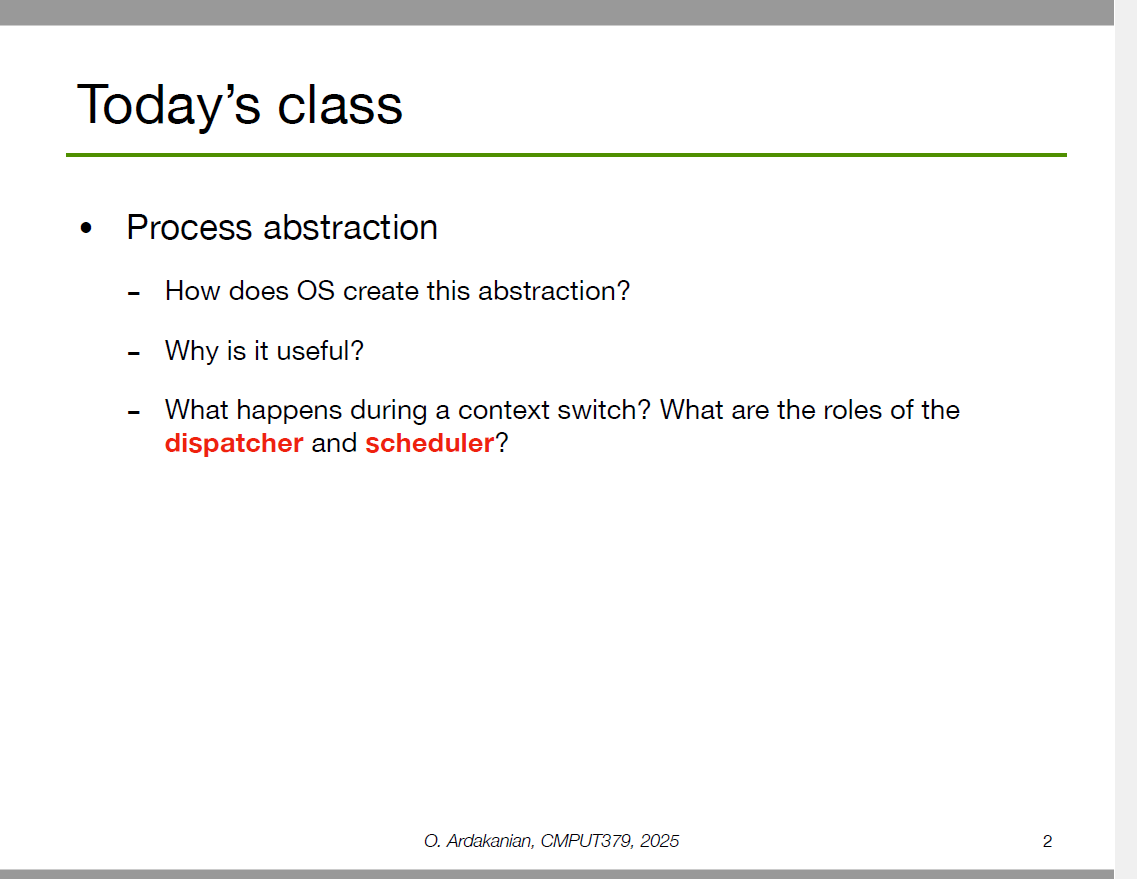 Today’s class
• Process abstraction
– How does OS create this abstraction?
– Why is it useful?
– What happens during a context switch? What are the roles of the
dispatcher and scheduler?
O. Ardakanian, CMPUT379, 2025
2